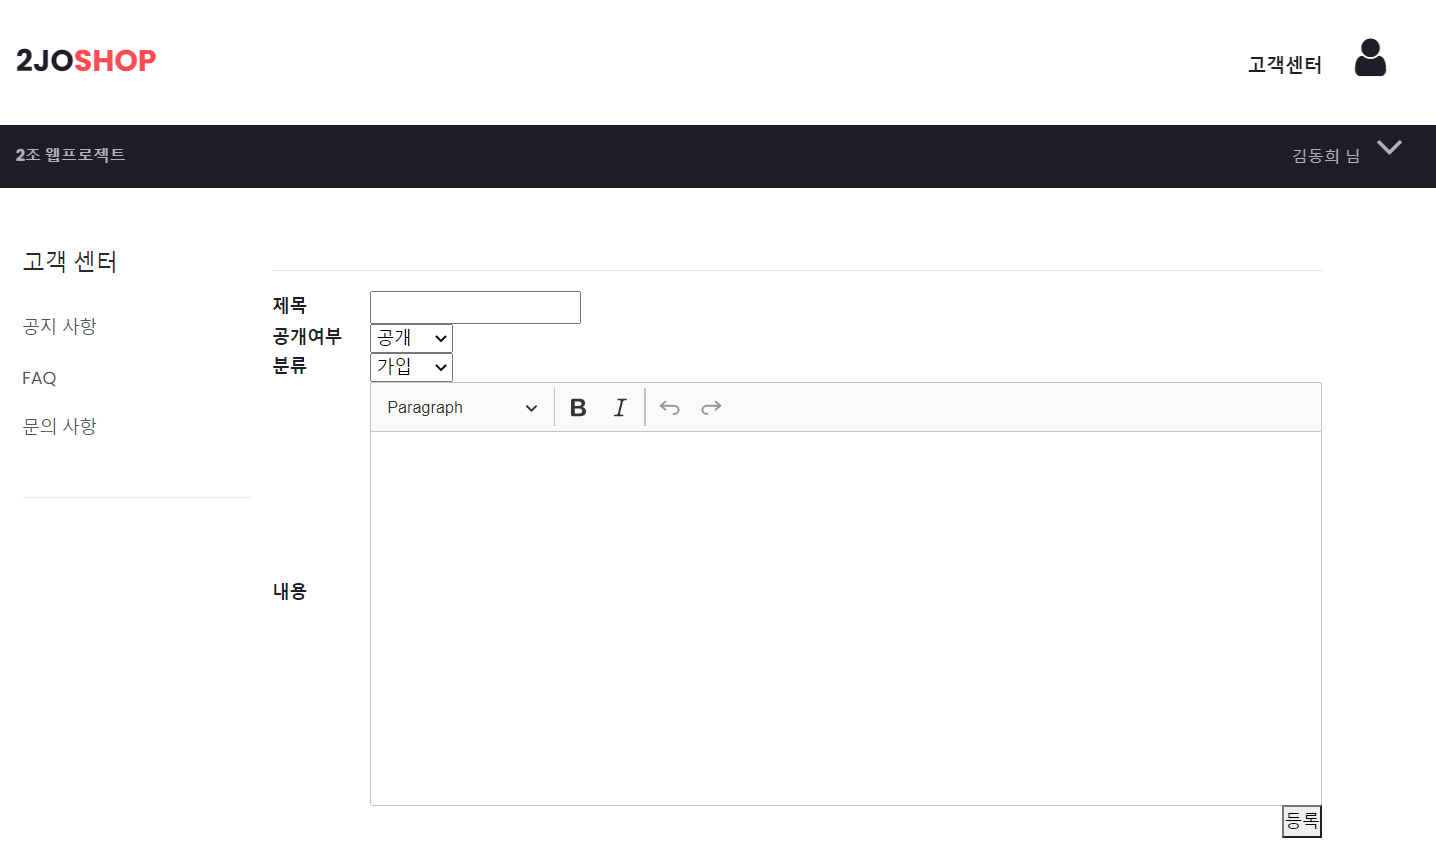 2JOSHOP
고객센터
2조 웹프로젝트
김동희 님
고객 센터
공지 사항
FAQ
문의 사항
제목
공개여부
공개
분류
가입
Paragraph
B I
내용
등록